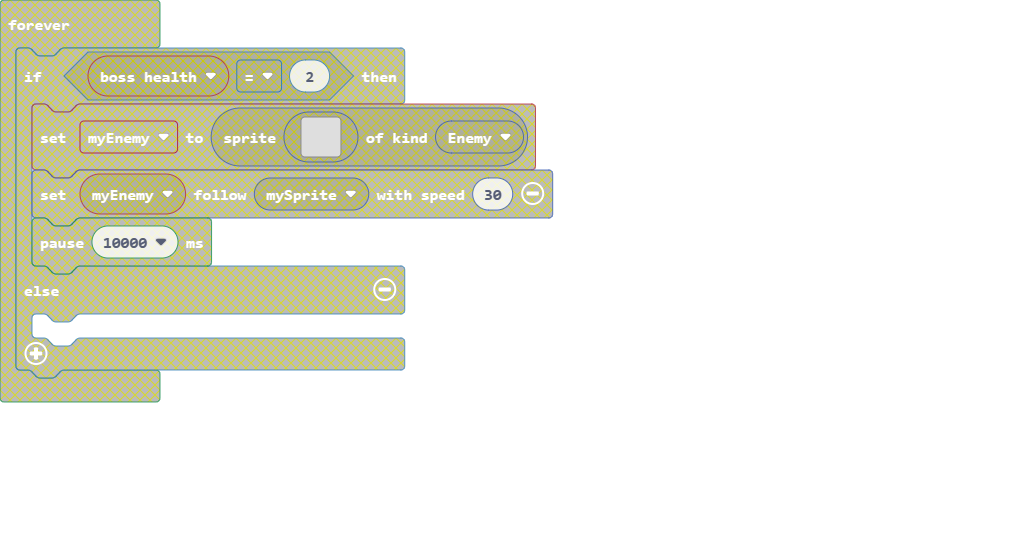 forever
if boss health = 2 then
set myEnemy to sprite of kind Enemy
set myEnemy follow mySprite with speed 30
pause 10000 ms
else